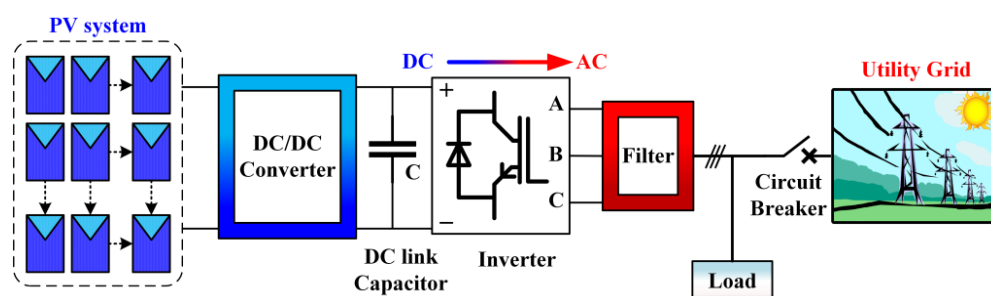 PV system
DC/DC
Converter
C
DC link
Capacitor
DC
AC
+
−
A
B
C
Inverter
Filter
Load
Circuit
Breaker
Utility Grid